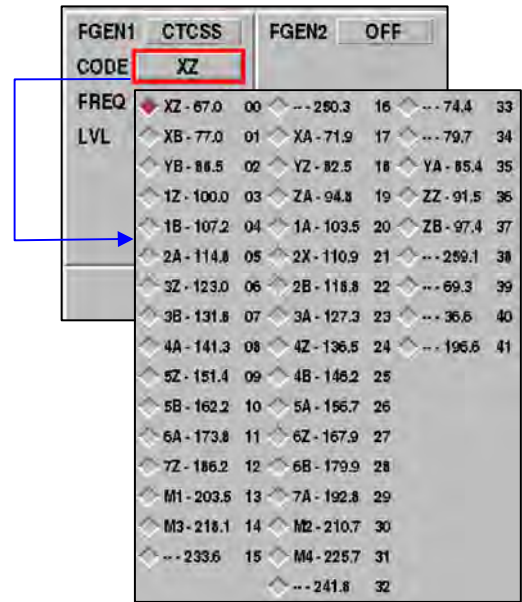 FGEN1 CTCSS FGEN2 OFF
CODE XZ
FREQ
LVL
XZ - 67.0 00 -- - 250.3 16 -- - 74.4 33
XB - 77.0 01 XA - 71.9 17 -- - 79.7 34
YB - 88.5 02 YZ - 82.5 18 YA - 85.4 35
1Z - 100.0 03 ZA - 94.8 19 ZZ - 91.5 36
1B - 107.2 04 1A - 103.5 20 ZB - 97.4 37
2A - 114.8 05 2X - 110.9 21 -- - 259.1 38
3Z - 123.0 06 2B - 118.8 22 -- - 69.3 39
3B - 131.8 07 3A - 127.3 23 -- - 36.6 40
4A - 141.3 08 4Z - 136.5 24 -- - 196.6 41
5Z - 151.4 09 4B - 146.2 25
5B - 162.2 10 5A - 156.7 26
6A - 173.8 11 6Z - 167.9 27
7Z - 186.2 12 6B - 179.9 28
M1 - 203.5 13 7A - 192.8 29
M3 - 218.1 14 M2 - 210.7 30
-- - 233.6 15 M4 - 225.7 31
-- - 241.8 32